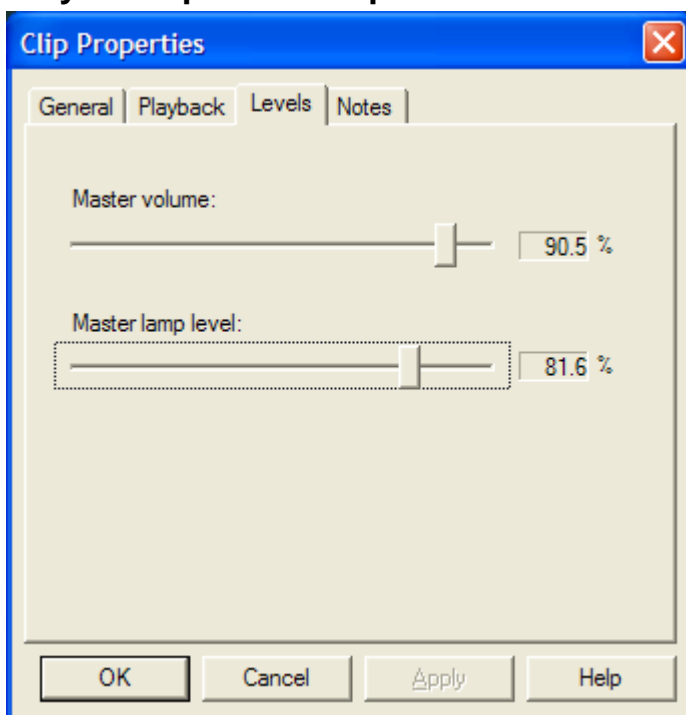 Clip Properties
General Playback Levels Notes
Master volume:
90.5 %
Master lamp level:
81.6 %
OK Cancel Apply Help